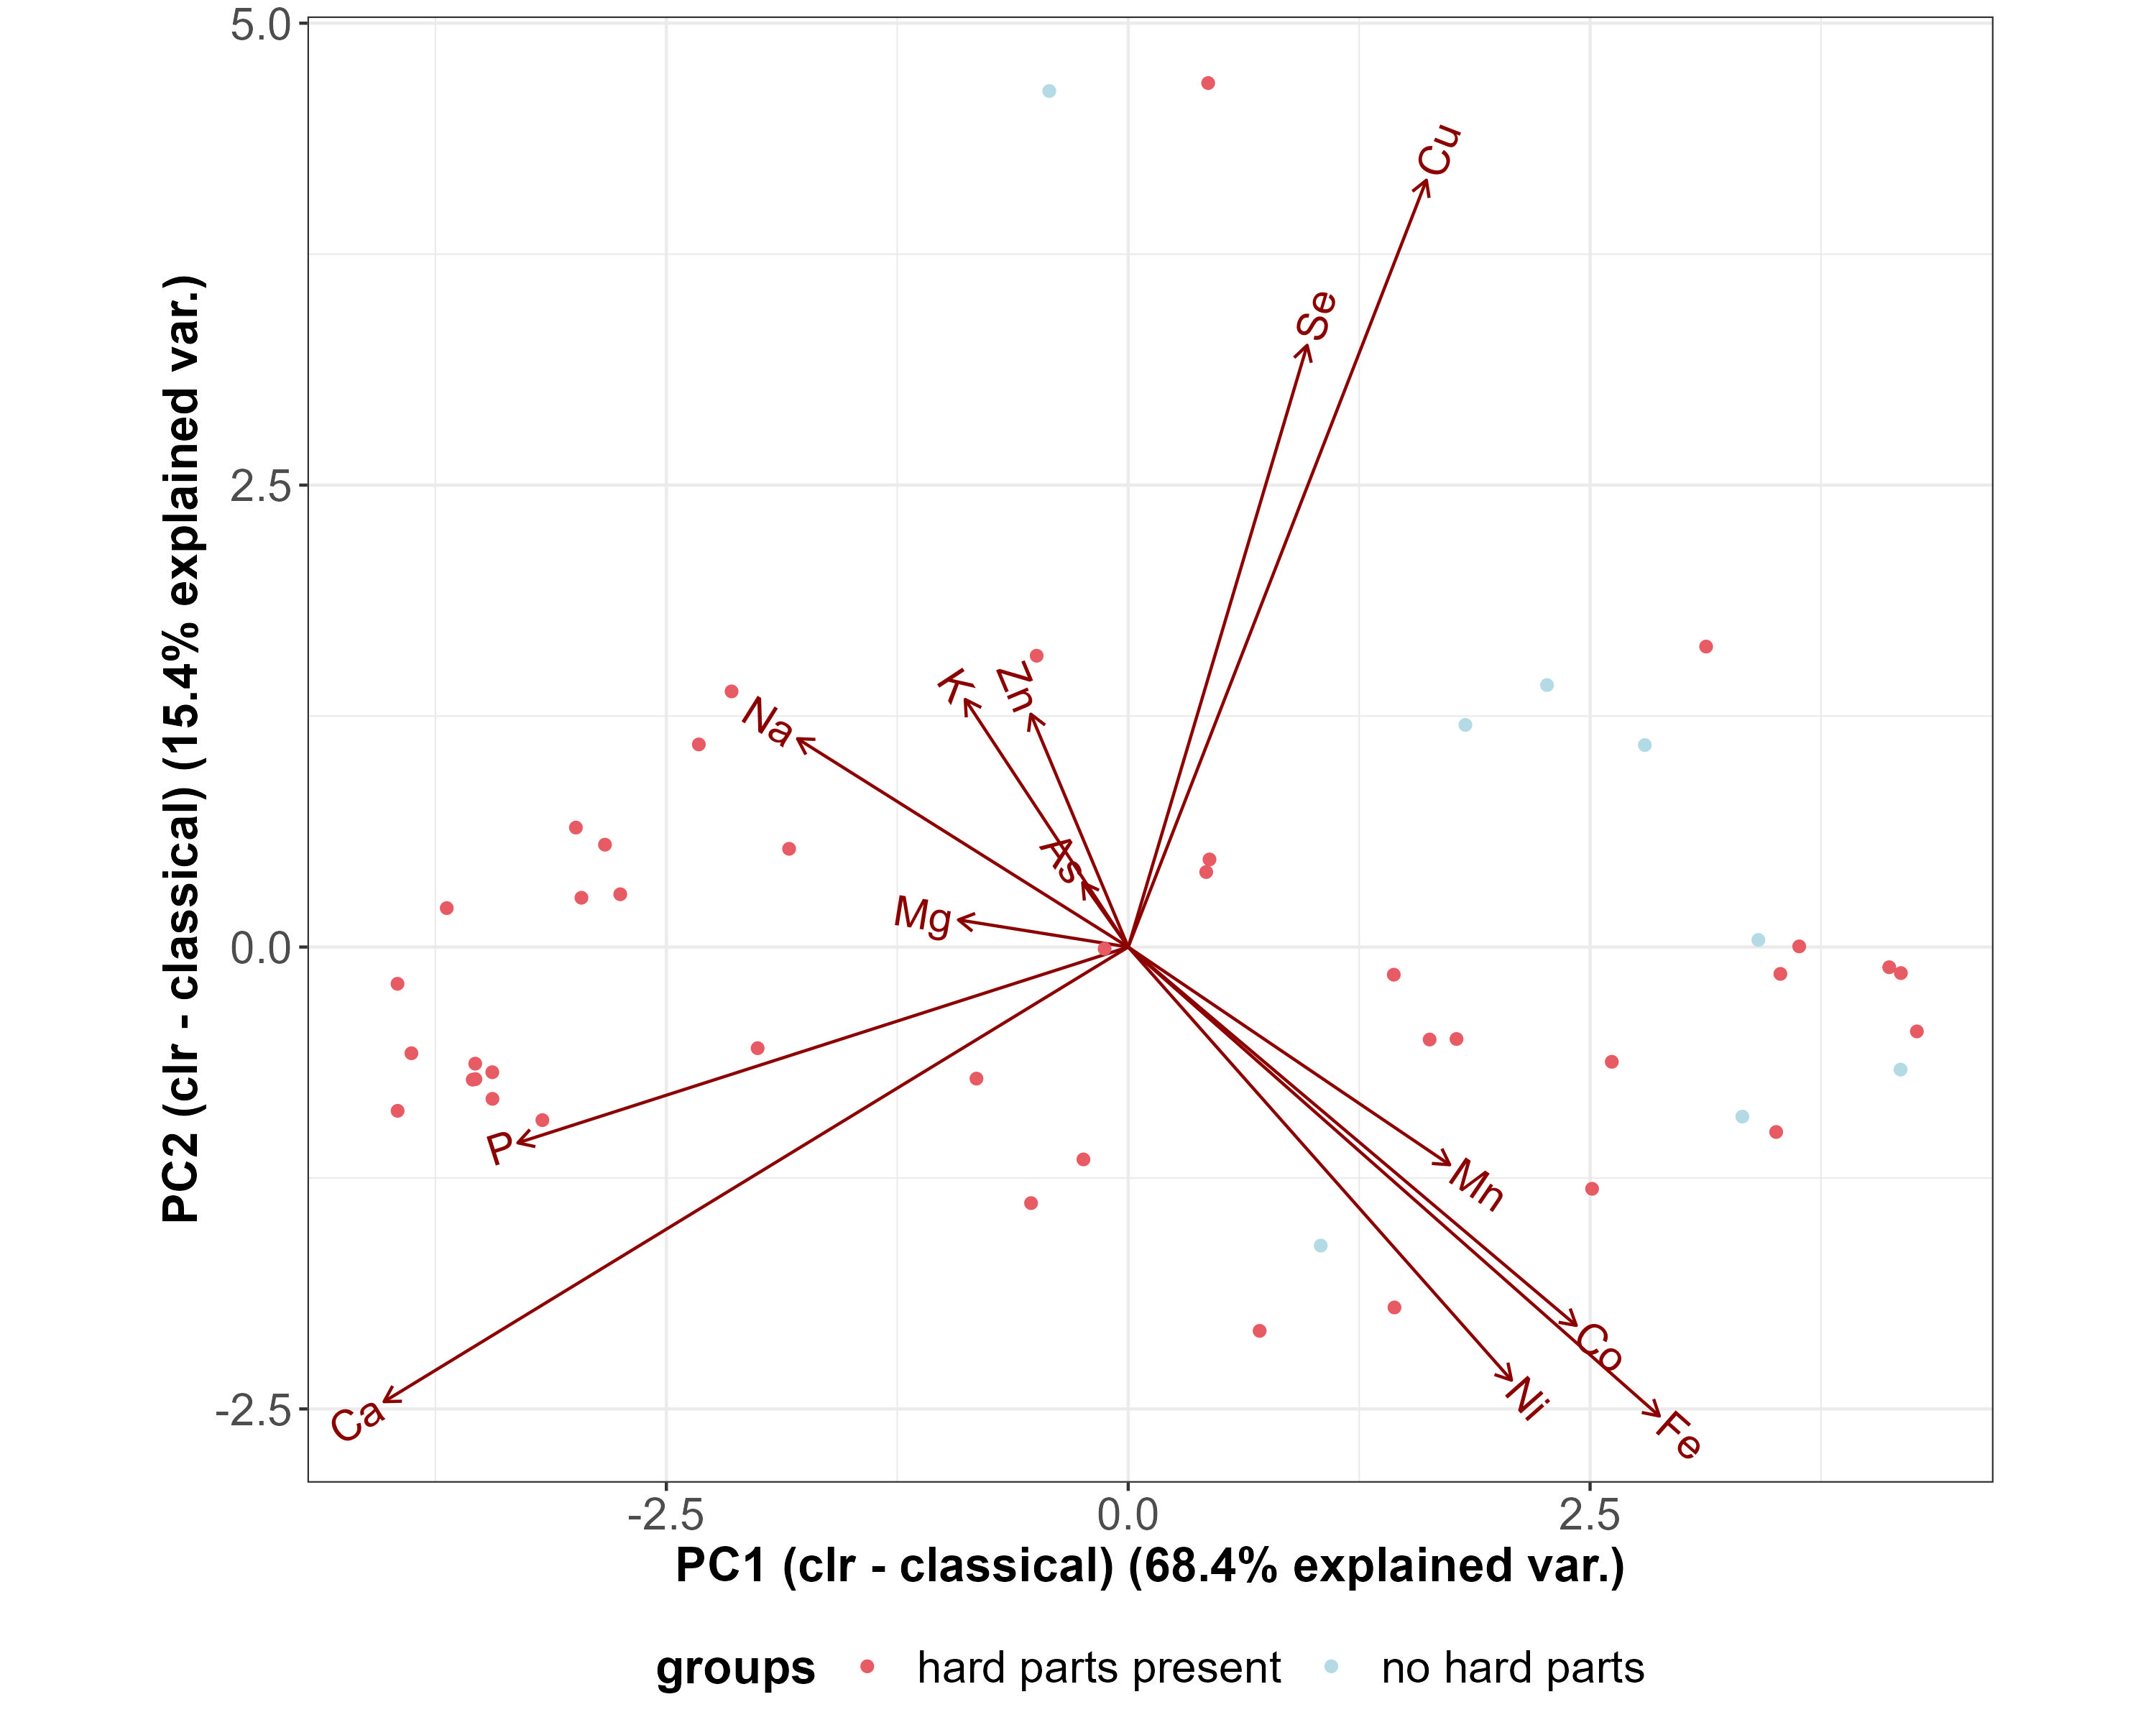 5.0
2.5
0.0
-2.5
PC2 (clr - classical) (15.4% explained var.)
Cu
Se
K
Zn
Na
As
Mg
P
Mn
Co
Ni
Fe
Ca
-2.5
0.0
2.5
PC1 (clr - classical) (68.4% explained var.)
groups hard parts present no hard parts